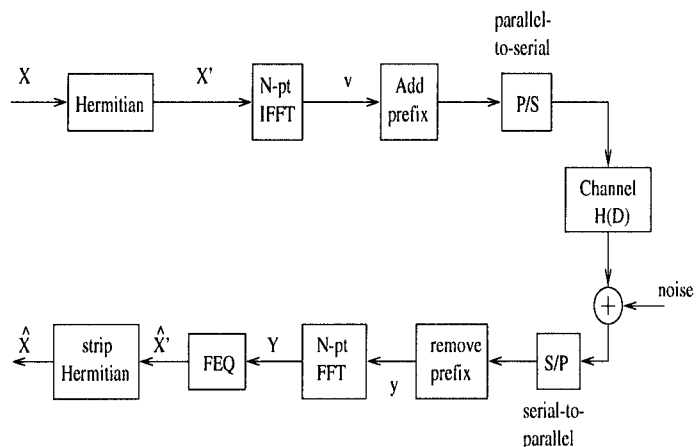 parallel-
to-serial
X
Hermitian
X'
N-pt
IFFT
v
Add
prefix
P/S
Channel
H(D)
+
noise
X̂
strip
Hermitian
X̂'
FEQ
Y
N-pt
FFT
y
remove
prefix
S/P
serial-to-
parallel